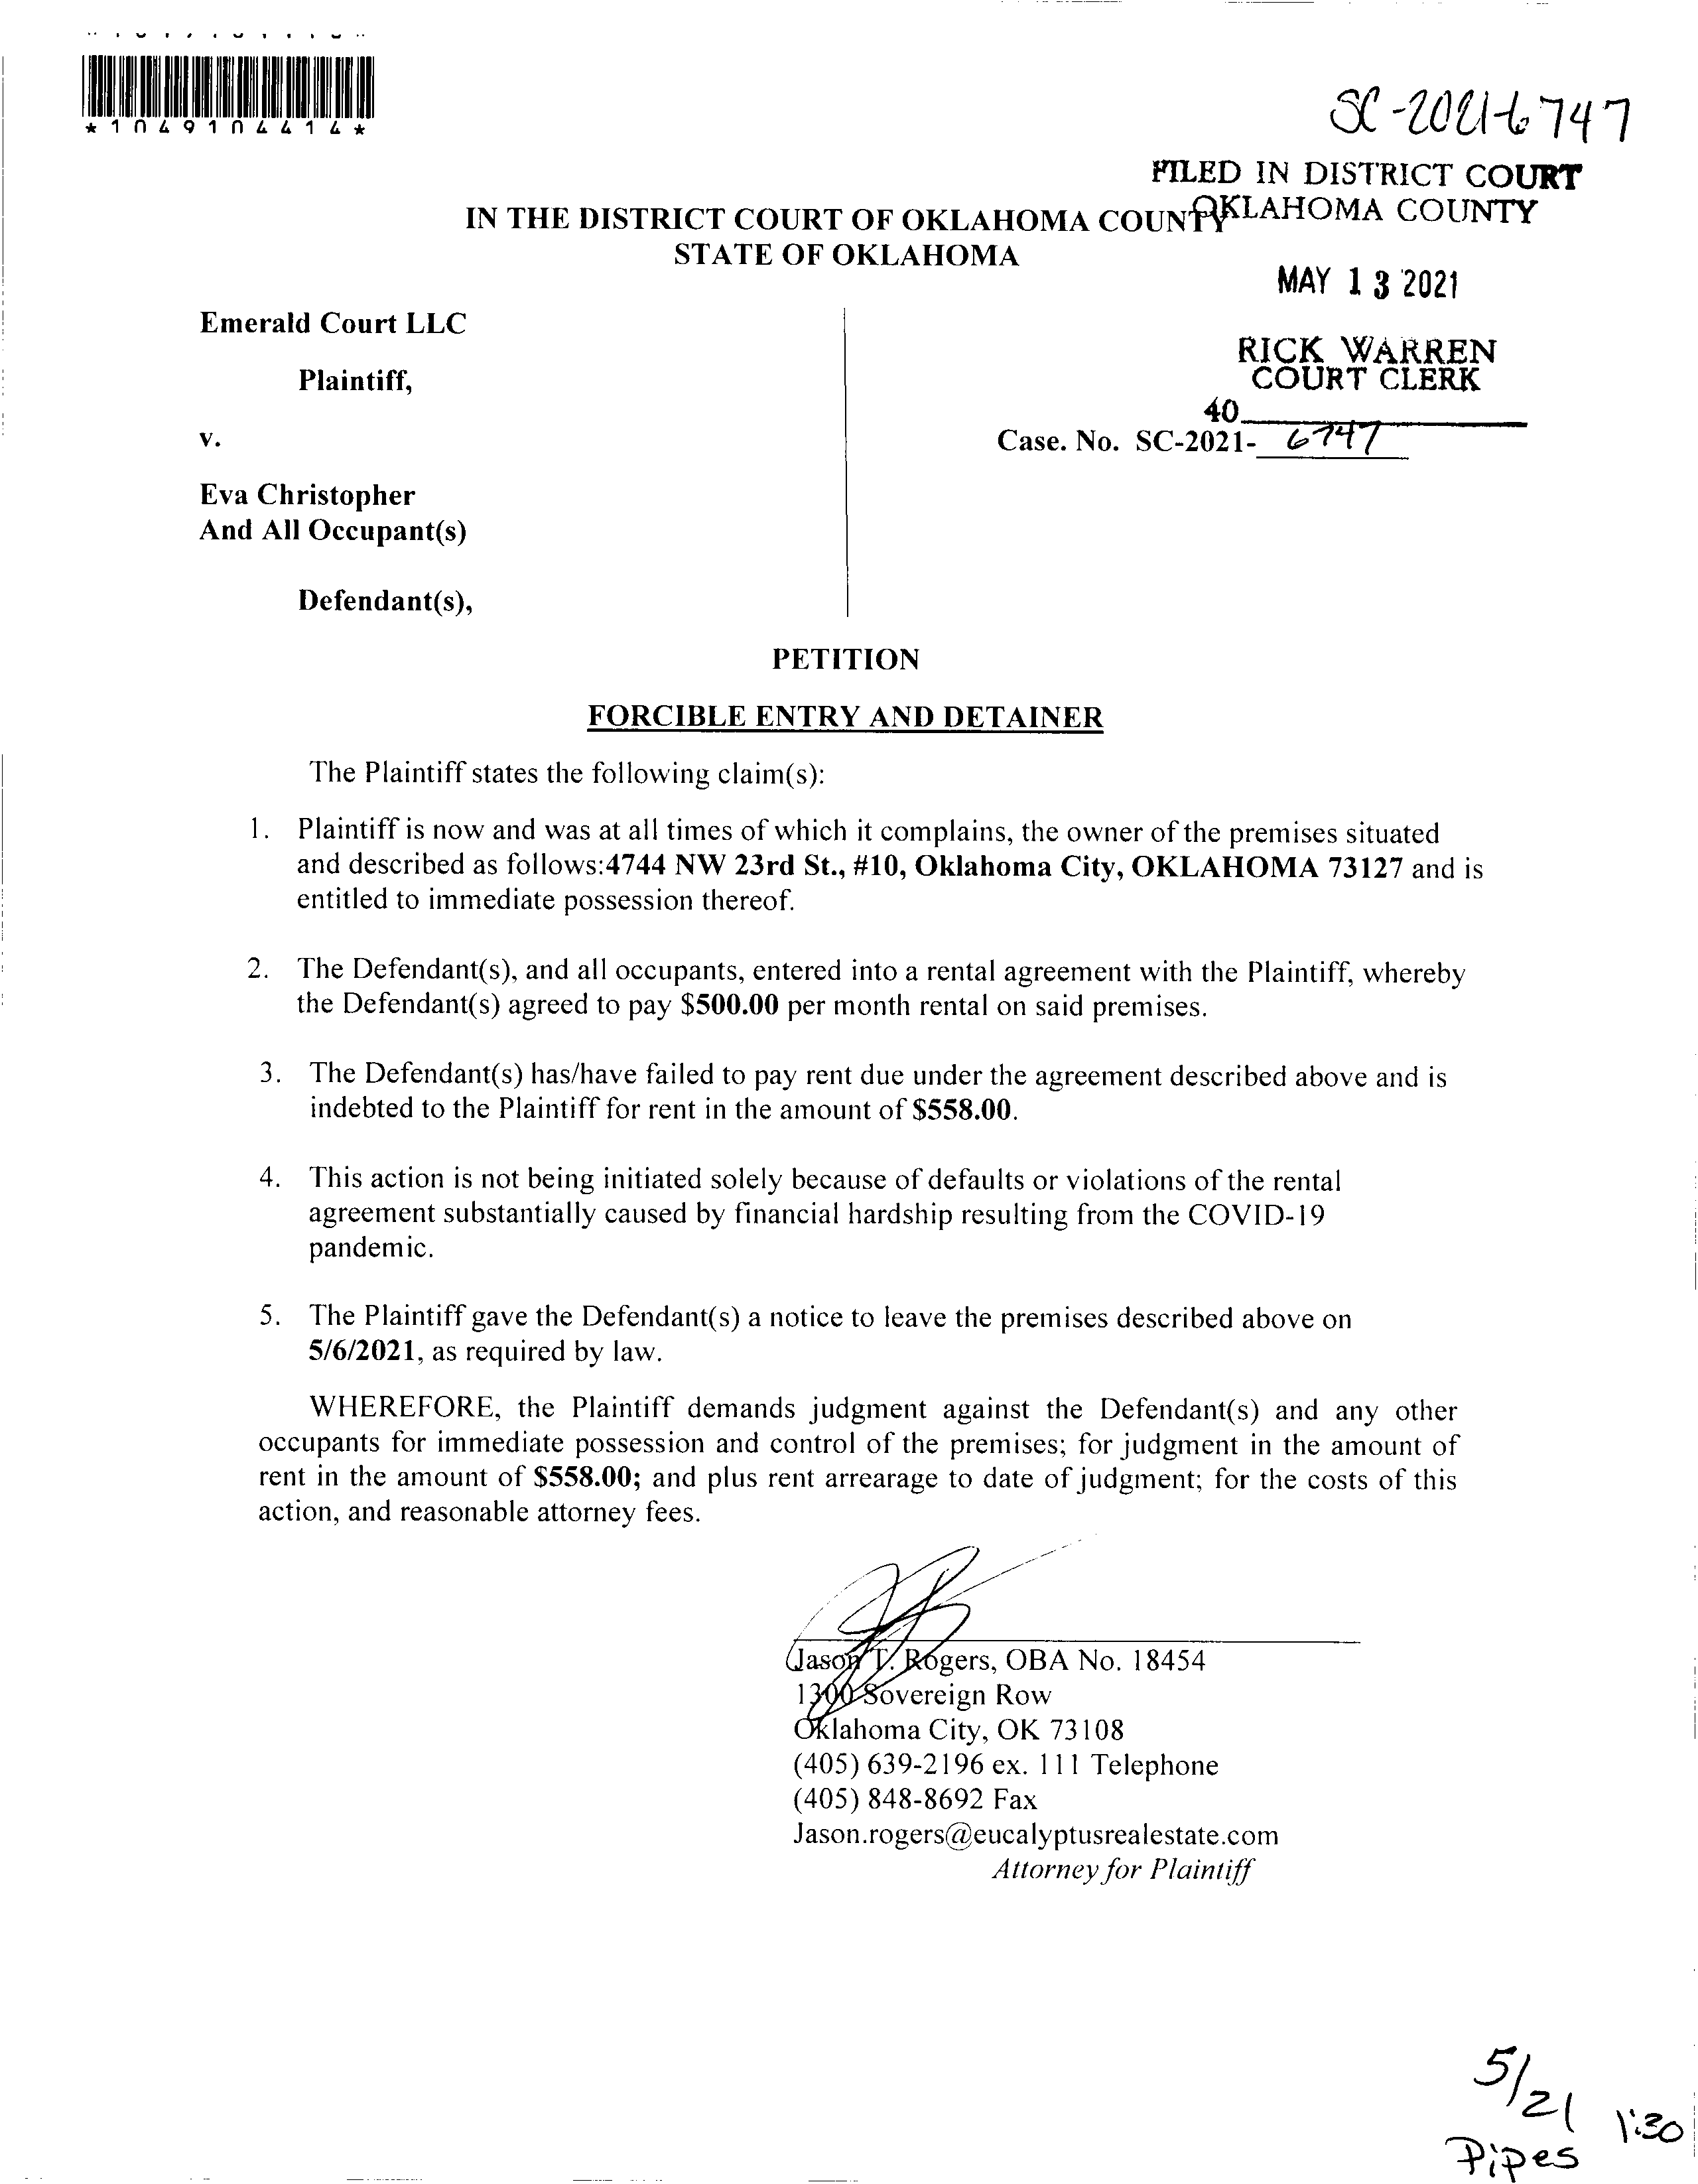 *1049104414*
SC-2021-6747
FILED IN DISTRICT COURT
OKLAHOMA COUNTY
IN THE DISTRICT COURT OF OKLAHOMA COUNTY
STATE OF OKLAHOMA
MAY 13 2021
Emerald Court LLC
RICK WARREN
COURT CLERK
Plaintiff,
40
v.
Case. No. SC-2021- 6747
Eva Christopher
And All Occupant(s)
Defendant(s),
PETITION
FORCIBLE ENTRY AND DETAINER
The Plaintiff states the following claim(s):
1. Plaintiff is now and was at all times of which it complains, the owner of the premises situated
and described as follows:4744 NW 23rd St., #10, Oklahoma City, OKLAHOMA 73127 and is
entitled to immediate possession thereof.
2. The Defendant(s), and all occupants, entered into a rental agreement with the Plaintiff, whereby
the Defendant(s) agreed to pay $500.00 per month rental on said premises.
3. The Defendant(s) has/have failed to pay rent due under the agreement described above and is
indebted to the Plaintiff for rent in the amount of $558.00.
4. This action is not being initiated solely because of defaults or violations of the rental
agreement substantially caused by financial hardship resulting from the COVID-19
pandemic.
5. The Plaintiff gave the Defendant(s) a notice to leave the premises described above on
5/6/2021, as required by law.
WHEREFORE, the Plaintiff demands judgment against the Defendant(s) and any other
occupants for immediate possession and control of the premises; for judgment in the amount of
rent in the amount of $558.00; and plus rent arrearage to date of judgment; for the costs of this
action, and reasonable attorney fees.
Jason T. Rogers, OBA No. 18454
1300 Sovereign Row
Oklahoma City, OK 73108
(405) 639-2196 ex. 111 Telephone
(405) 848-8692 Fax
Jason.rogers@eucalyptusrealestate.com
Attorney for Plaintiff
5/21 1:30
Pipes